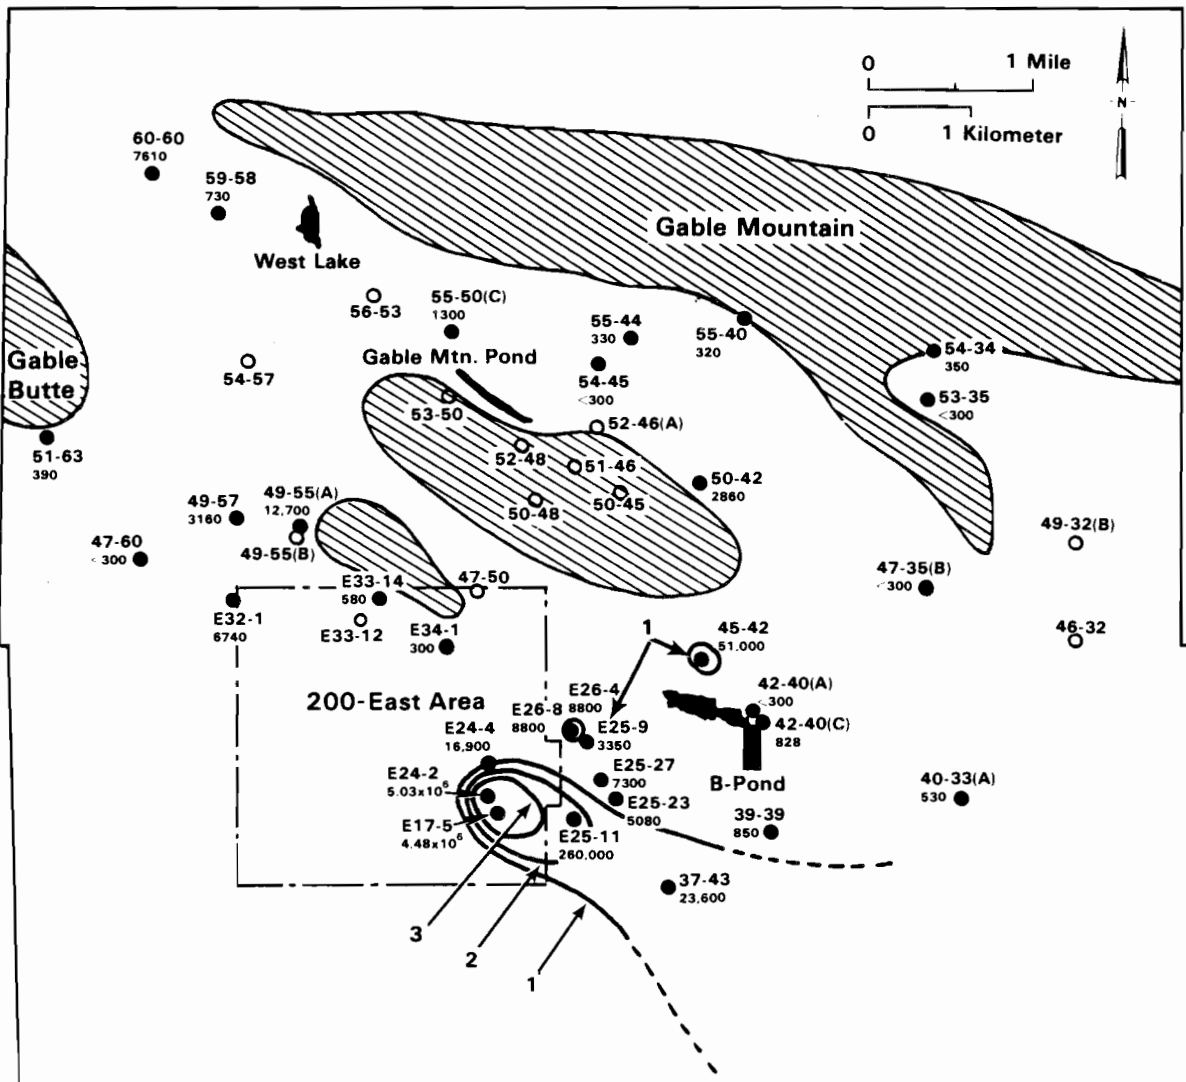 0 1 Mile
N
0 1 Kilometer
60-60
7610
59-58
730
West Lake
Gable Mountain
56-53
55-50(C)
1300
55-44
330
55-40
320
54-34
350
Gable Mtn. Pond
Gable
Butte
54-57
54-45
<300
53-35
<300
53-50
52-46(A)
51-63
390
52-48
51-46
50-42
2860
50-48
50-45
49-57
3160
49-55(A)
12,700
49-55(B)
49-32(B)
47-60
<300
47-35(B)
<300
E33-14
580
47-50
E32-1
6740
E33-12
E34-1
300
1
45-42
51.000
46-32
200-East Area
E26-4
8800
E26-8
8800
42-40(A)
<300
42-40(C)
828
E24-4
16,900
E25-9
3350
E25-27
7300
B-Pond
E24-2
5.03x10⁶
E25-23
5080
40-33(A)
530
E17-5
4.48x10⁶
E25-11
260,000
39-39
850
37-43
23,600
3
2
1